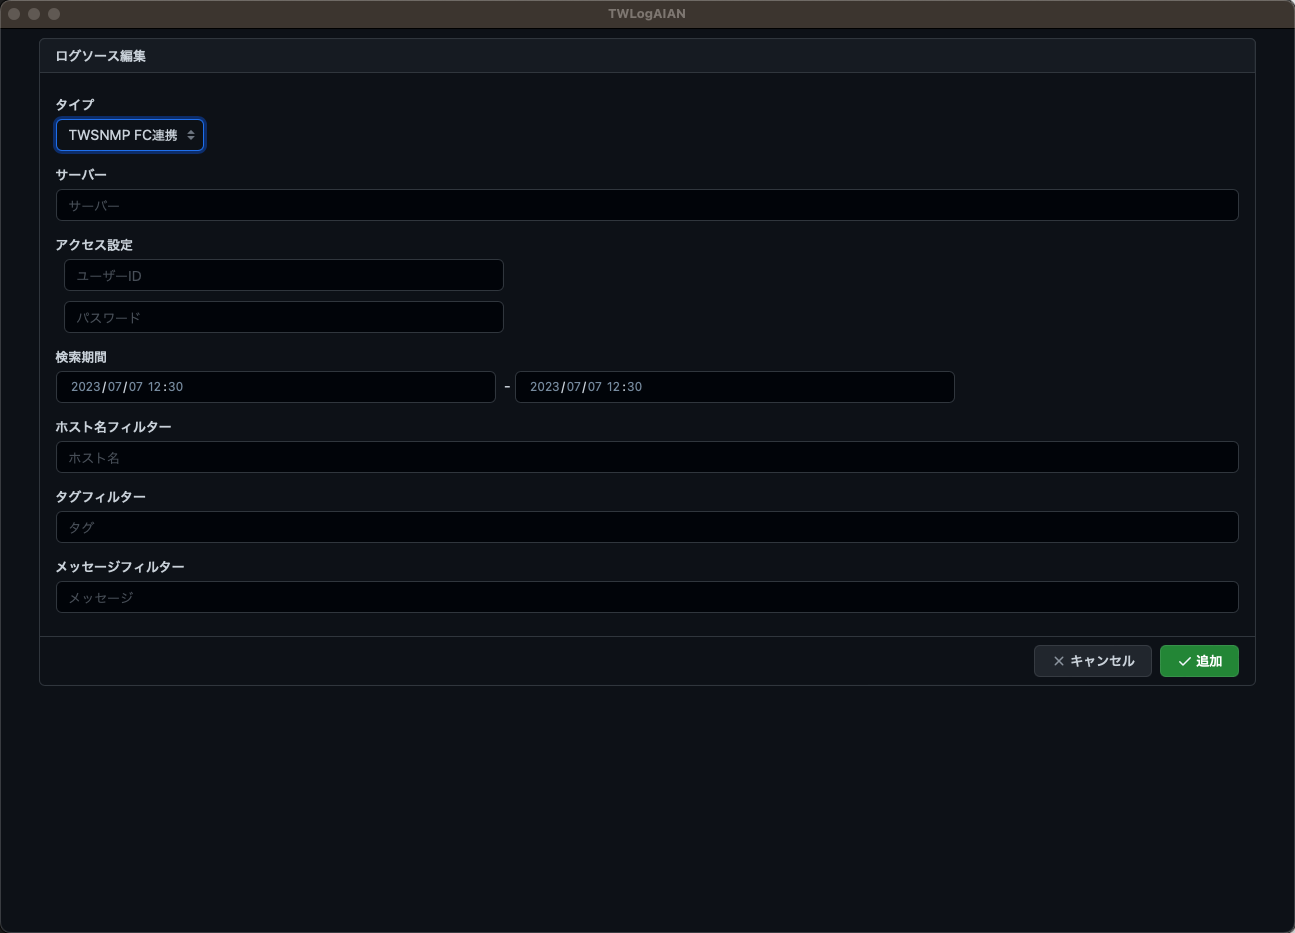 TWLogAIAN
ログソース編集
タイプ
TWSNMP FC連携
サーバー
サーバー
アクセス設定
ユーザーID
パスワード
検索期間
2023/07/07 12:30 - 2023/07/07 12:30
ホスト名フィルター
ホスト名
タグフィルター
タグ
メッセージフィルター
メッセージ
キャンセル 追加